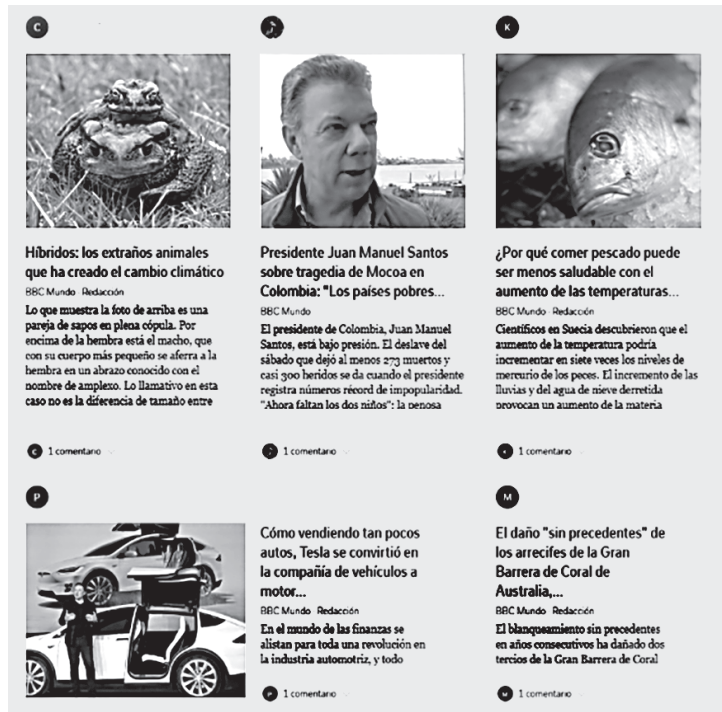 C
Híbridos: los extraños animales
que ha creado el cambio climático
BBC Mundo Redacción
Lo que muestra la foto de arriba es una
pareja de sapos en plena cópula. Por
encima de la hembra está el macho, que
con su cuerpo más pequeño se aferra a la
hembra en un abrazo conocido con el
nombre de amplexo. Lo llamativo en esta
caso no es la diferencia de tamaño entre
C 1 comentario
Presidente Juan Manuel Santos
sobre tragedia de Mocoa en
Colombia: "Los países pobres...
BBC Mundo
El presidente de Colombia, Juan Manuel
Santos, está bajo presión. El deslave del
sábado que dejó al menos 273 muertos y
casi 300 heridos se da cuando el presidente
registra números récord de impopularidad.
"Ahora faltan los dos niños": la penosa
1 comentario
K
¿Por qué comer pescado puede
ser menos saludable con el
aumento de las temperaturas...
BBC Mundo Redacción
Científicos en Suecia descubrieron que el
aumento de la temperatura podría
incrementar en siete veces los niveles de
mercurio de los peces. El incremento de las
lluvias y del agua de nieve derretida
provocan un aumento de la materia
1 comentario
P
Cómo vendiendo tan pocos
autos, Tesla se convirtió en
la compañía de vehículos a
motor...
BBC Mundo Redacción
En el mundo de las finanzas se
alistan para toda una revolución en
la industria automotriz, y todo
P 1 comentario
M
El daño "sin precedentes" de
los arrecifes de la Gran
Barrera de Coral de
Australia,...
BBC Mundo Redacción
El blanqueamiento sin precedentes
en años consecutivos ha dañado dos
tercios de la Gran Barrera de Coral
M 1 comentario